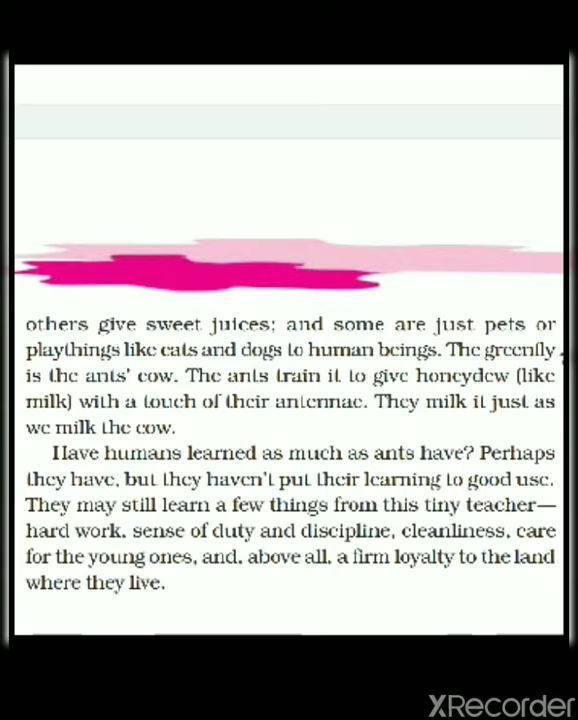 others give sweet juices; and some are just pets or
playthings like cats and dogs to human beings. The greenfly
is the ants' cow. The ants train it to give honeydew (like
milk) with a touch of their antennae. They milk it just as
we milk the cow.
Have humans learned as much as ants have? Perhaps
they have, but they haven't put their learning to good use.
They may still learn a few things from this tiny teacher—
hard work, sense of duty and discipline, cleanliness, care
for the young ones, and, above all, a firm loyalty to the land
where they live.
XRecorder